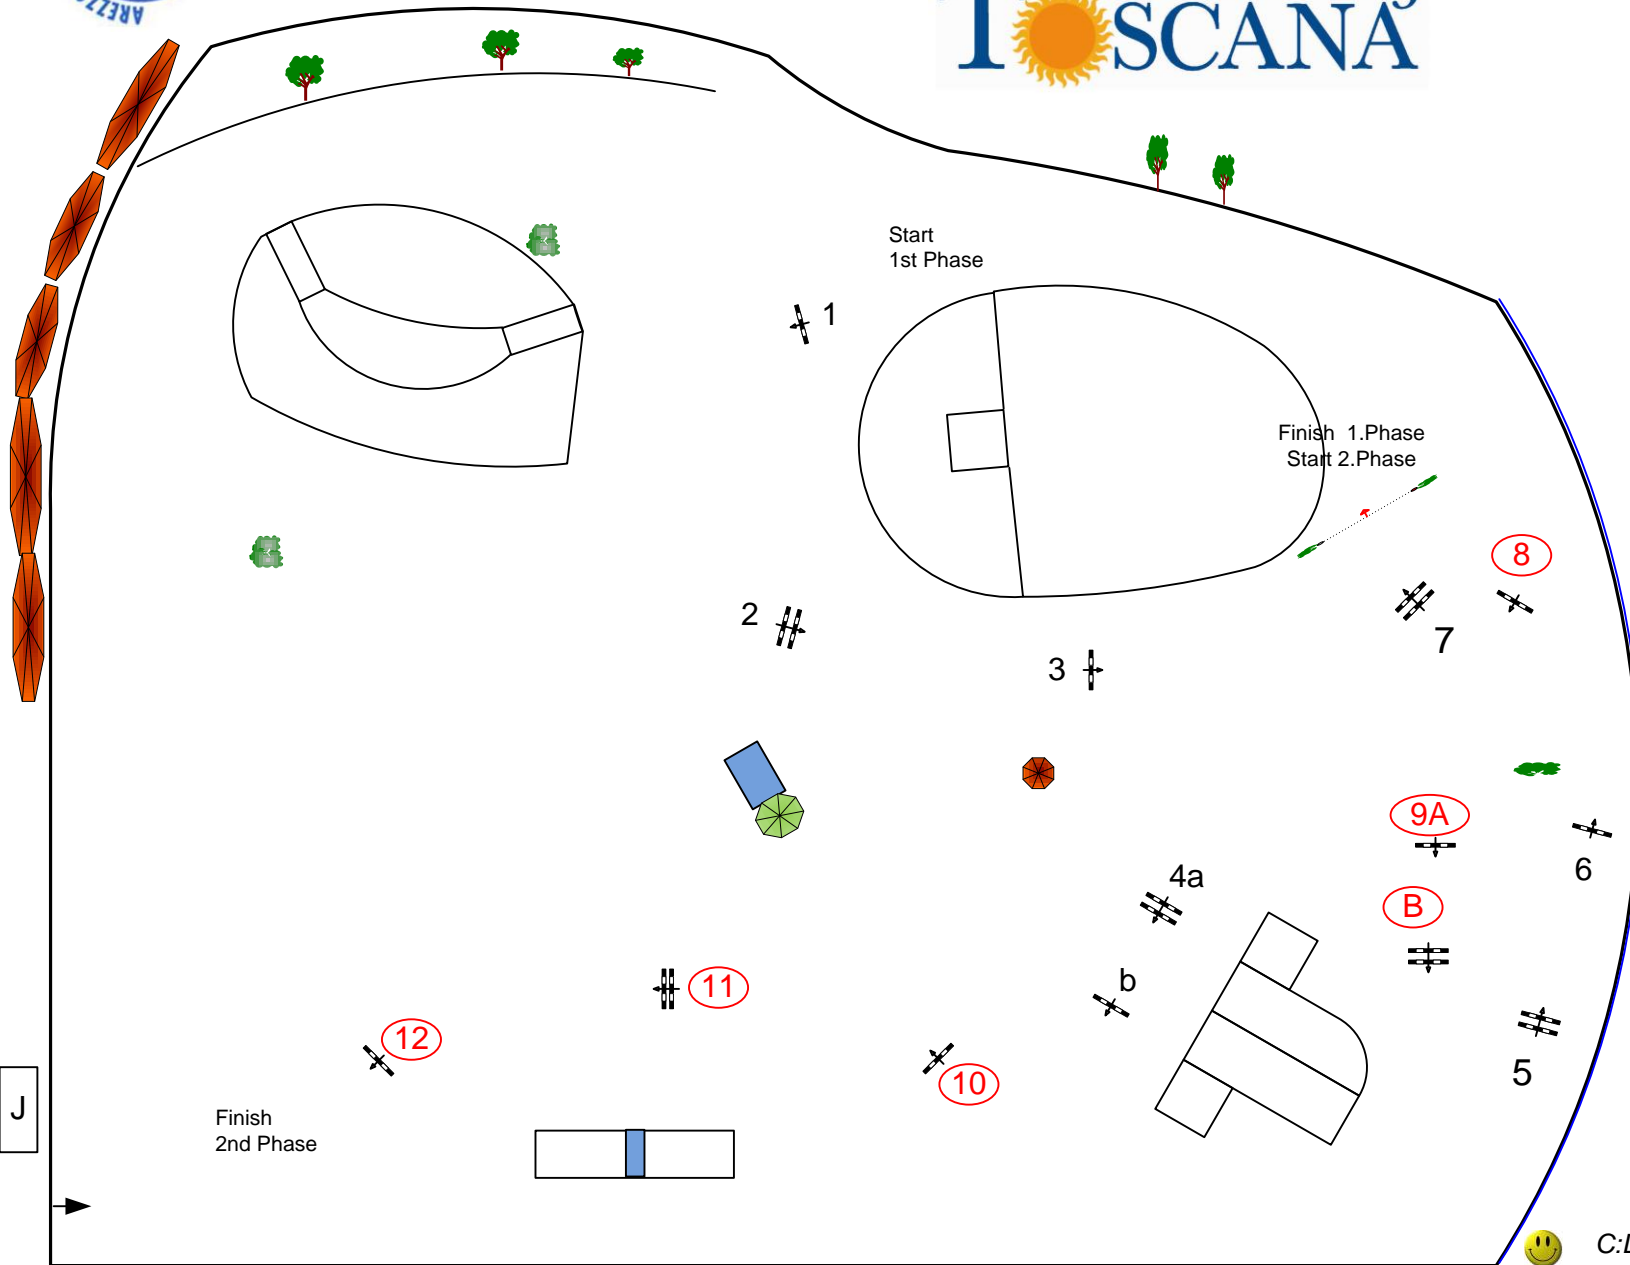 AREZZO
TOSCANA
Start
1st Phase
1
Finish 1.Phase
Start 2.Phase
8
7
2
3
9A
6
4a
B
b
11
5
12
10
J
Finish
2nd Phase